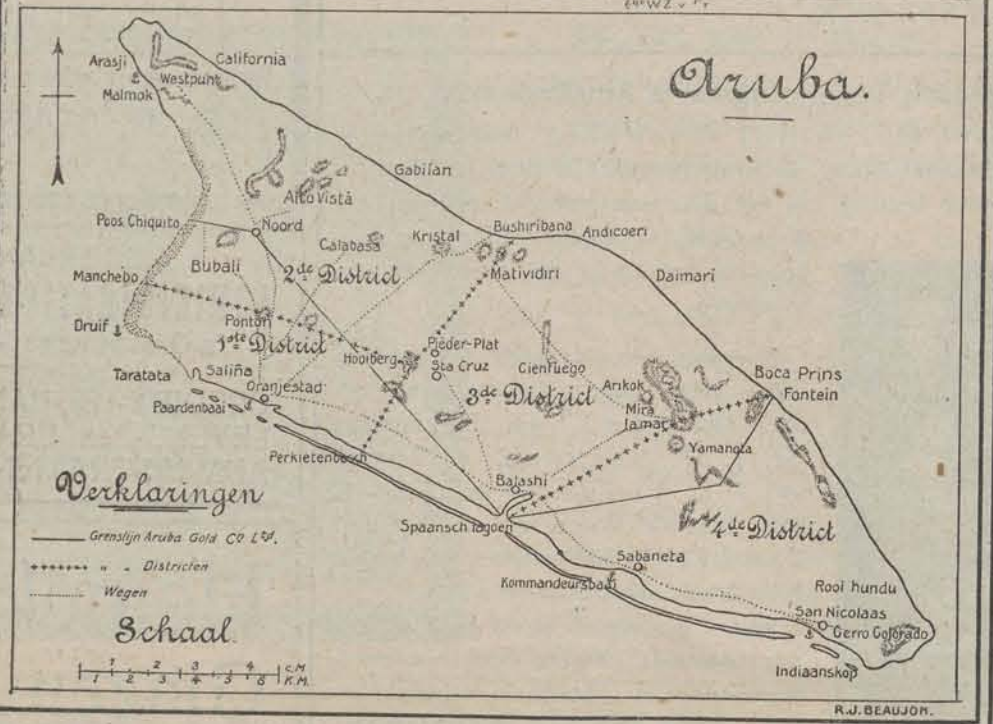 Aruba.
Arasji
California
Westpunt
Malmok
Gabilan
Alto Vista
Poos Chiquito
Noord
Calabasa
Kristal
Bushiribana
Andicoeri
Bubali
2de District
Matividiri
Daimari
Manchebo
Ponton
Druif
1ste District
Pieder-Plat
Hooiberg
Sta Cruz
Cienfuego
Taratata
Saliña
Oranjestad
3de District
Arikok
Boca Prins
Fontein
Paardenbaai
Mira
lamar
Perkietenbosch
Yamanota
Balashi
Spaansch lagoen
4de District
Sabaneta
Kommandeursbaai
Rooi hundu
San Nicolaas
Cerro Colorado
Indiaanskop
Verklaringen
Grenslijn Aruba Gold Co Ltd.
" " Districten
Wegen
Schaal.
1 2 3 4 c.M.
1 2 3 4 5 6 K.M.
R.J. BEAUJON.